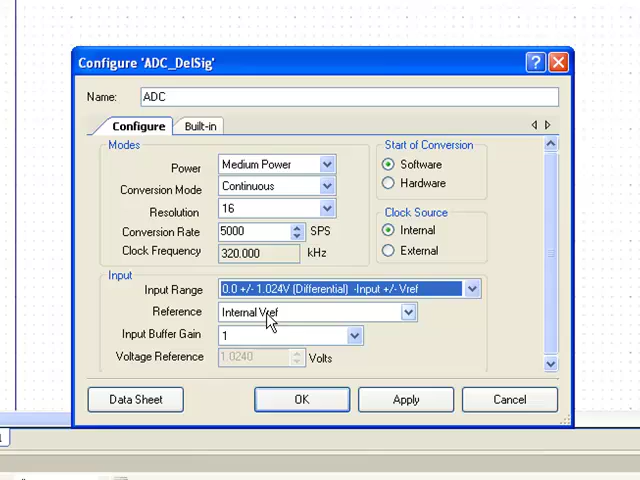 Configure 'ADC_DelSig'
?
Name: ADC
Configure Built-in
Modes
Power Medium Power
Conversion Mode Continuous
Resolution 16
Conversion Rate 5000 SPS
Clock Frequency 320.000 kHz
Start of Conversion
Software
Hardware
Clock Source
Internal
External
Input
Input Range 0.0 +/- 1.024V (Differential) -Input +/- Vref
Reference Internal Vref
Input Buffer Gain 1
Voltage Reference 1.0240 Volts
Data Sheet OK Apply Cancel